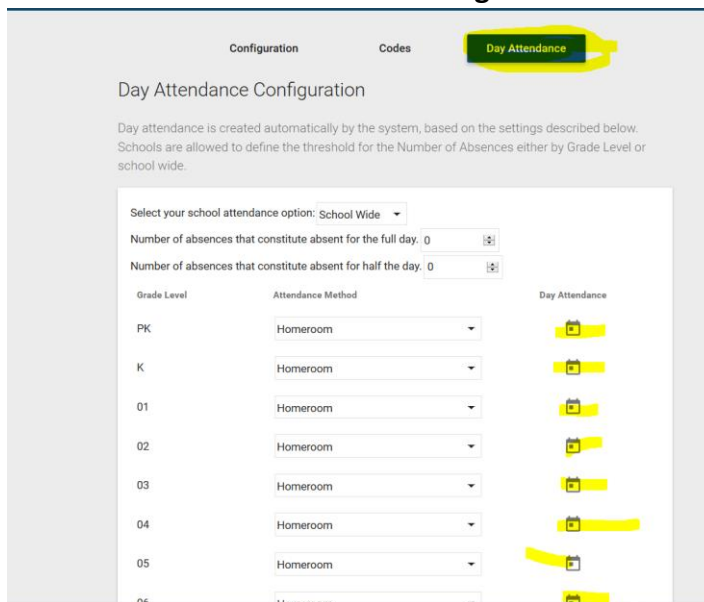 Configuration Codes Day Attendance
Day Attendance Configuration
Day attendance is created automatically by the system, based on the settings described below.
Schools are allowed to define the threshold for the Number of Absences either by Grade Level or
school wide.
Select your school attendance option: School Wide
Number of absences that constitute absent for the full day. 0
Number of absences that constitute absent for half the day. 0
Grade Level Attendance Method Day Attendance
PK Homeroom
K Homeroom
01 Homeroom
02 Homeroom
03 Homeroom
04 Homeroom
05 Homeroom